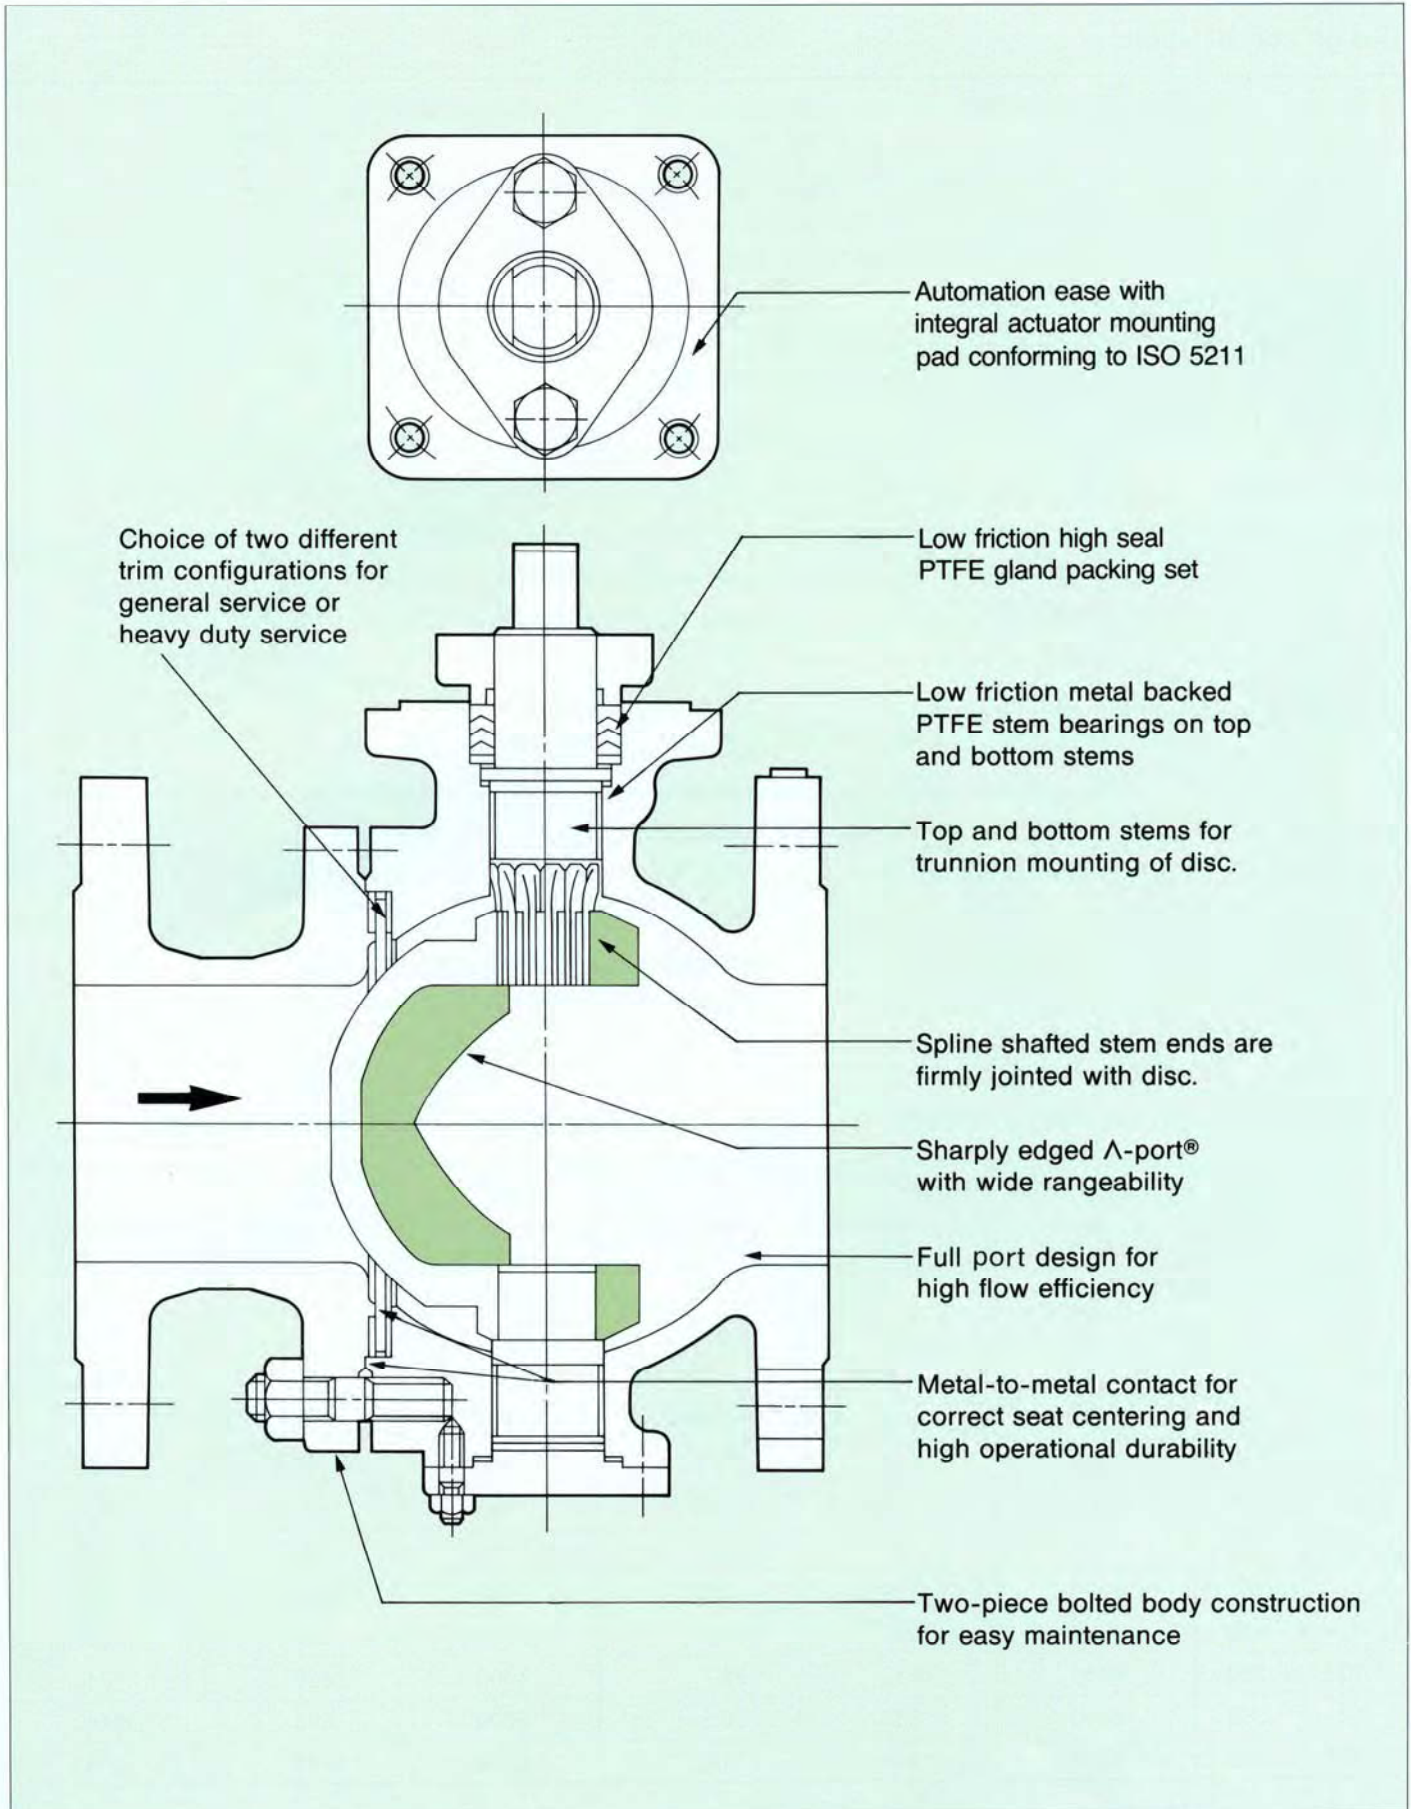 Automation ease with
integral actuator mounting
pad conforming to ISO 5211
Choice of two different
trim configurations for
general service or
heavy duty service
Low friction high seal
PTFE gland packing set
Low friction metal backed
PTFE stem bearings on top
and bottom stems
Top and bottom stems for
trunnion mounting of disc.
Spline shafted stem ends are
firmly jointed with disc.
Sharply edged Λ-port®
with wide rangeability
Full port design for
high flow efficiency
Metal-to-metal contact for
correct seat centering and
high operational durability
Two-piece bolted body construction
for easy maintenance